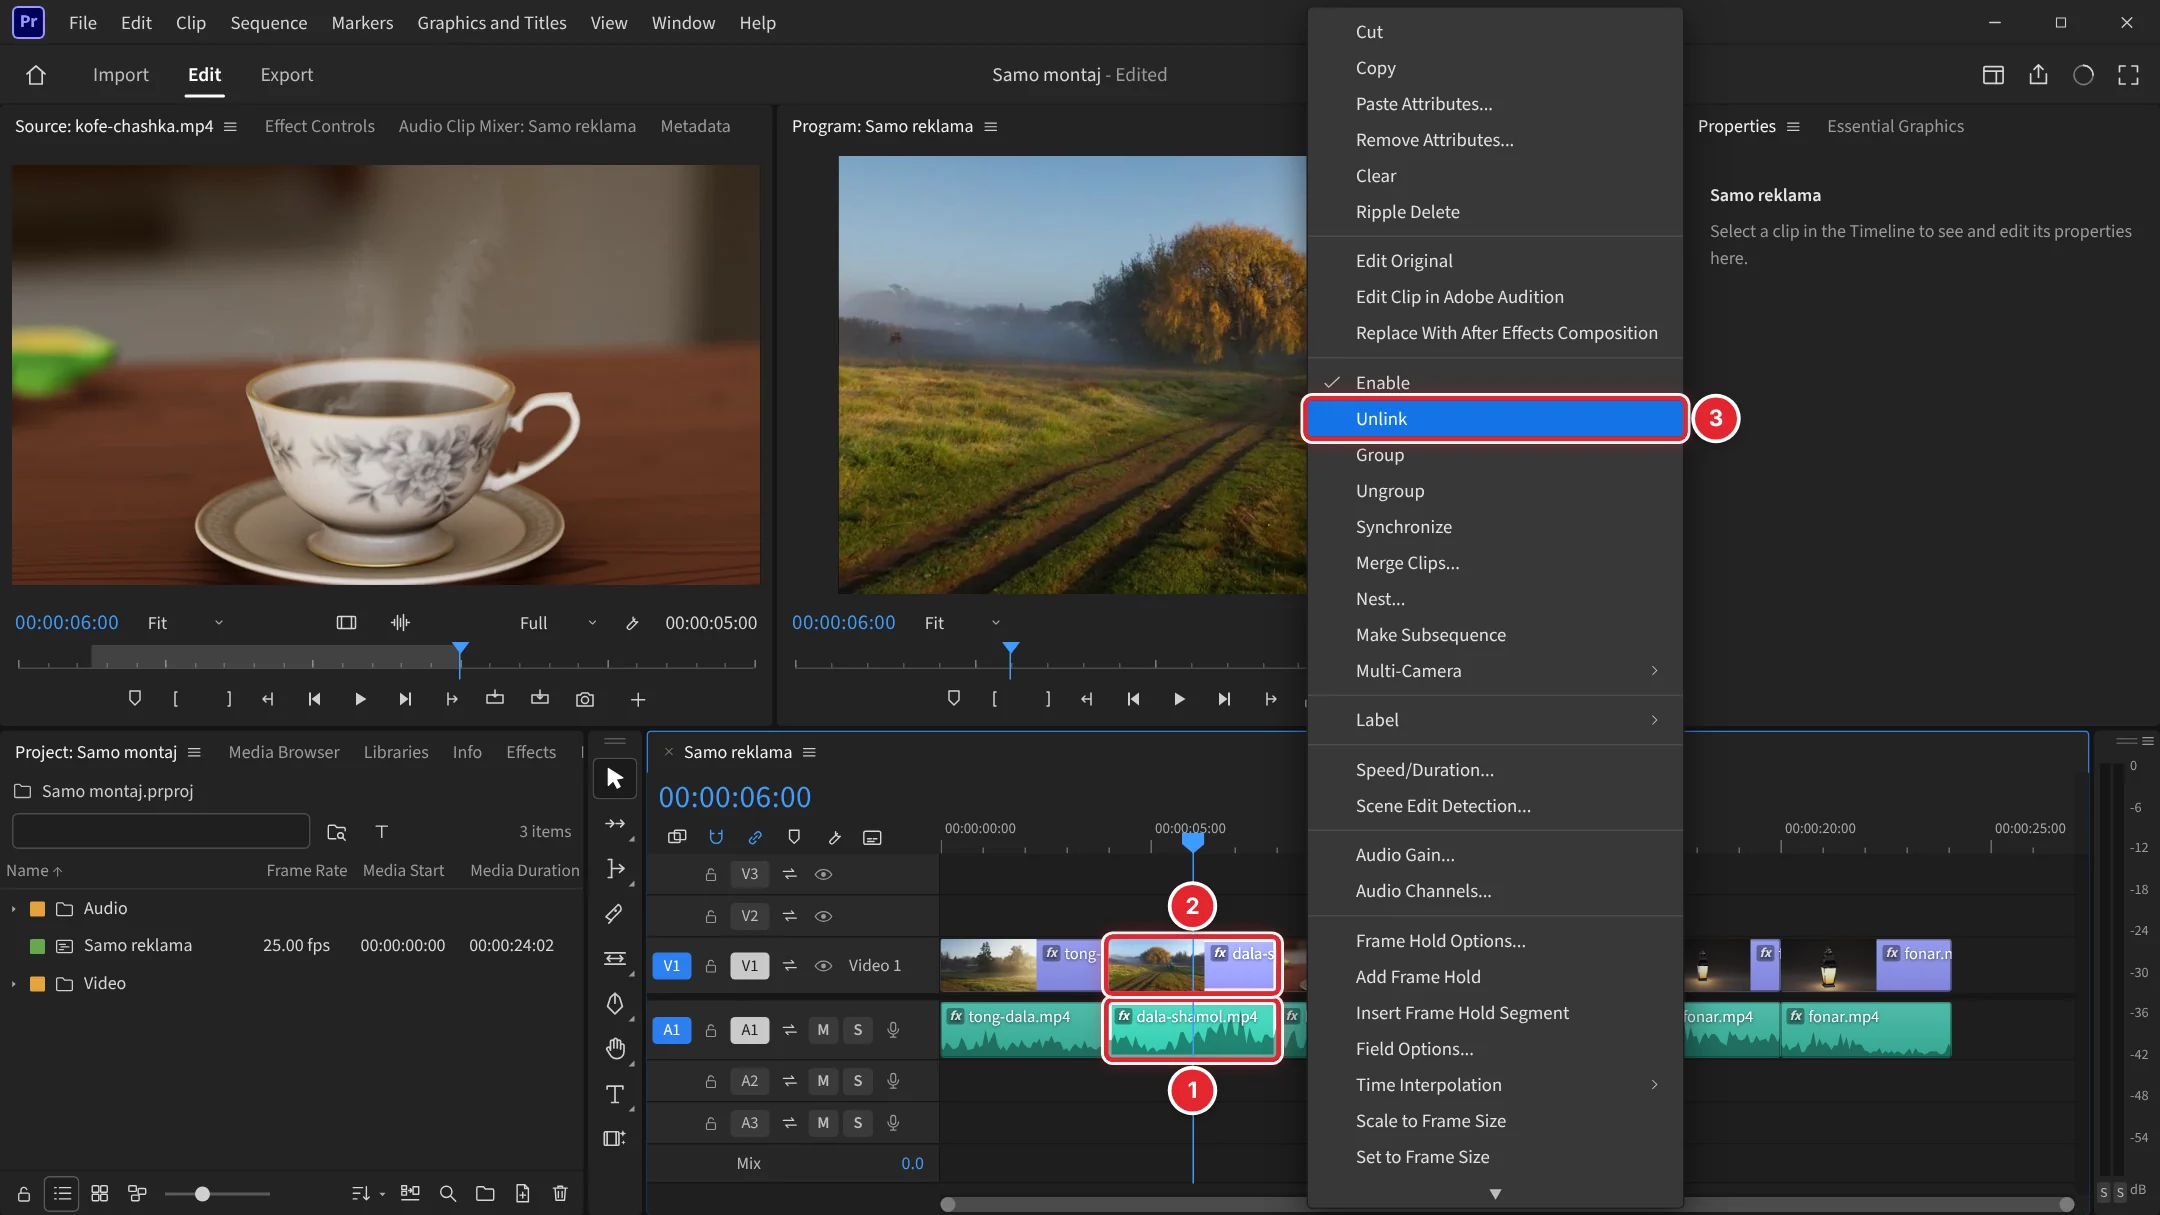 Pr File Edit Clip Sequence Markers Graphics and Titles View Window Help
Import Edit Export
Samo montaj - Edited
Source: kofe-chashka.mp4 Effect Controls Audio Clip Mixer: Samo reklama Metadata
Program: Samo reklama
Properties Essential Graphics
Samo reklama
Select a clip in the Timeline to see and edit its properties
here.
Cut
Copy
Paste Attributes...
Remove Attributes...
Clear
Ripple Delete
Edit Original
Edit Clip in Adobe Audition
Replace With After Effects Composition
Enable
Unlink
3
Group
Ungroup
Synchronize
Merge Clips...
Nest...
Make Subsequence
Multi-Camera
Label
Speed/Duration...
Scene Edit Detection...
Audio Gain...
Audio Channels...
Frame Hold Options...
Add Frame Hold
Insert Frame Hold Segment
Field Options...
Time Interpolation
Scale to Frame Size
Set to Frame Size
00:00:06:00 Fit Full 00:00:05:00
00:00:06:00 Fit
Project: Samo montaj Media Browser Libraries Info Effects
Samo montaj.prproj
3 items
Name Frame Rate Media Start Media Duration
Audio
Samo reklama 25.00 fps 00:00:00:00 00:00:24:02
Video
Samo reklama
00:00:06:00
00:00:00:00 00:00:05:00 00:00:20:00 00:00:25:00
V3
V2
2
V1 V1 Video 1
fx tong- fx dala-s fx f fx fonar.m
A1 A1 M S
fx tong-dala.mp4 fx dala-shamol.mp4 fx fonar.mp4 fx fonar.mp4
A2 M S
1
A3 M S
Mix 0.0
0
-6
-12
-18
-24
-30
-36
-42
-48
-54
S S dB